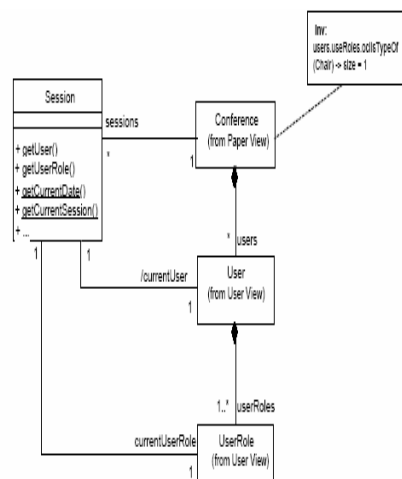 Inv:
users.useRoles.oclIsTypeOf
(Chair) -> size = 1
Session
+ getUser()
+ getUserRole()
+ getCurrentDate()
+ getCurrentSession()
+ ...
sessions
*
1
Conference
(from Paper View)
* users
1
1
/currentUser
1
User
(from User View)
1..* userRoles
currentUserRole
1
UserRole
(from User View)